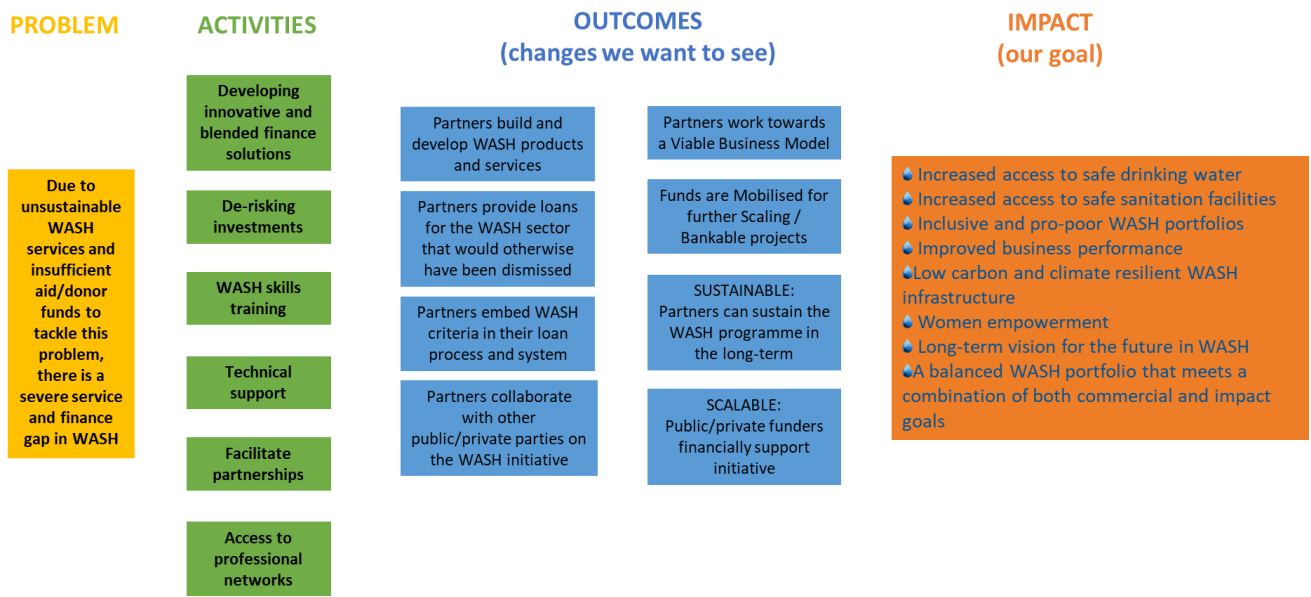 PROBLEM
Due to
unsustainable
WASH
services and
insufficient
aid/donor
funds to
tackle this
problem,
there is a
severe service
and finance
gap in WASH
ACTIVITIES
Developing
innovative and
blended finance
solutions
De-risking
investments
WASH skills
training
Technical
support
Facilitate
partnerships
Access to
professional
networks
OUTCOMES
(changes we want to see)
Partners build and
develop WASH products
and services
Partners provide loans
for the WASH sector
that would otherwise
have been dismissed
Partners embed WASH
criteria in their loan
process and system
Partners collaborate
with other
public/private parties on
the WASH initiative
Partners work towards
a Viable Business Model
Funds are Mobilised for
further Scaling /
Bankable projects
SUSTAINABLE:
Partners can sustain the
WASH programme in
the long-term
SCALABLE:
Public/private funders
financially support
initiative
IMPACT
(our goal)
Increased access to safe drinking water
Increased access to safe sanitation facilities
Inclusive and pro-poor WASH portfolios
Improved business performance
Low carbon and climate resilient WASH
infrastructure
Women empowerment
Long-term vision for the future in WASH
A balanced WASH portfolio that meets a
combination of both commercial and impact
goals